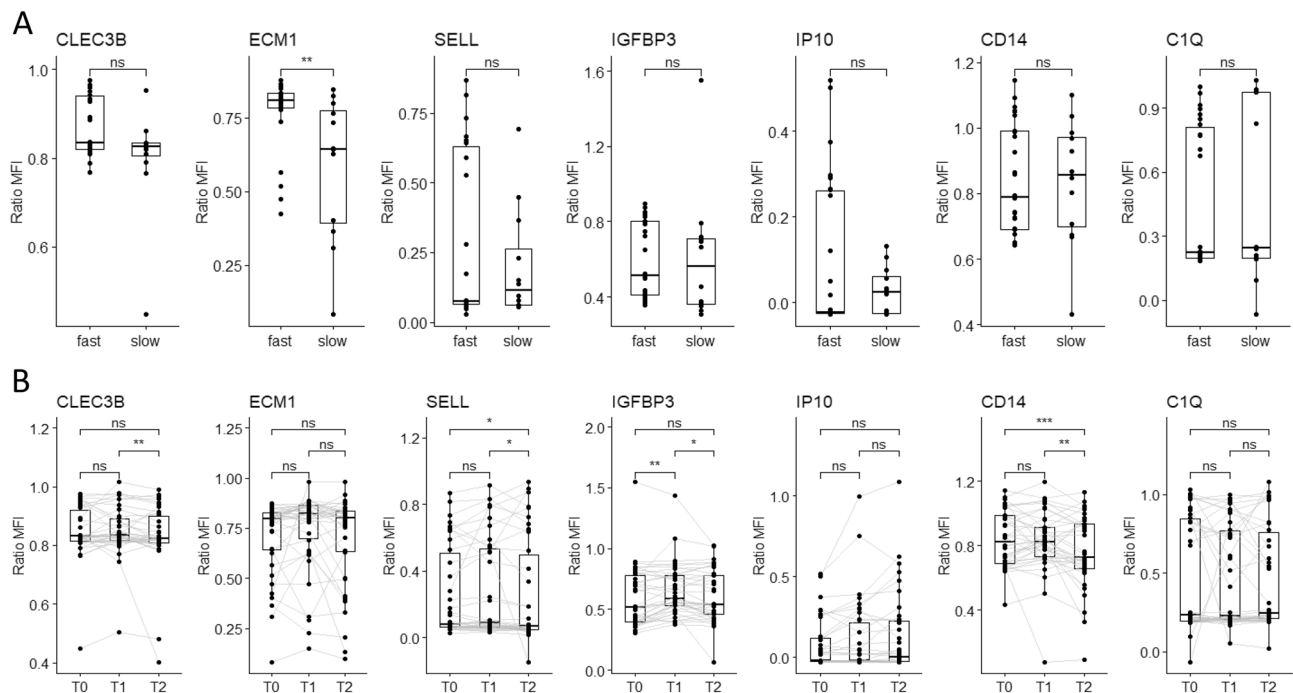 A
CLEC3B ECM1 SELL IGFBP3 IP10 CD14 C1Q
ns ** ns ns ns ns ns
Ratio MFI
1.0
0.8
0.6
fast slow
Ratio MFI
0.75
0.50
0.25
fast slow
Ratio MFI
0.75
0.50
0.25
0.00
fast slow
Ratio MFI
1.6
1.2
0.8
0.4
fast slow
Ratio MFI
0.4
0.2
0.0
fast slow
Ratio MFI
1.2
1.0
0.8
0.6
0.4
fast slow
Ratio MFI
0.9
0.6
0.3
0.0
fast slow
B
CLEC3B ECM1 SELL IGFBP3 IP10 CD14 C1Q
ns
**
ns
Ratio MFI
1.2
1.0
0.8
0.6
0.4
T0 T1 T2
ns
ns
ns
Ratio MFI
1.25
1.00
0.75
0.50
0.25
T0 T1 T2
*
*
ns
Ratio MFI
1.2
0.8
0.4
0.0
T0 T1 T2
ns
*
**
Ratio MFI
2.0
1.5
1.0
0.5
0.0
T0 T1 T2
ns
ns
ns
Ratio MFI
1.0
0.5
0.0
T0 T1 T2
***
**
ns
Ratio MFI
1.2
0.8
0.4
T0 T1 T2
ns
ns
ns
Ratio MFI
1.5
1.0
0.5
0.0
T0 T1 T2